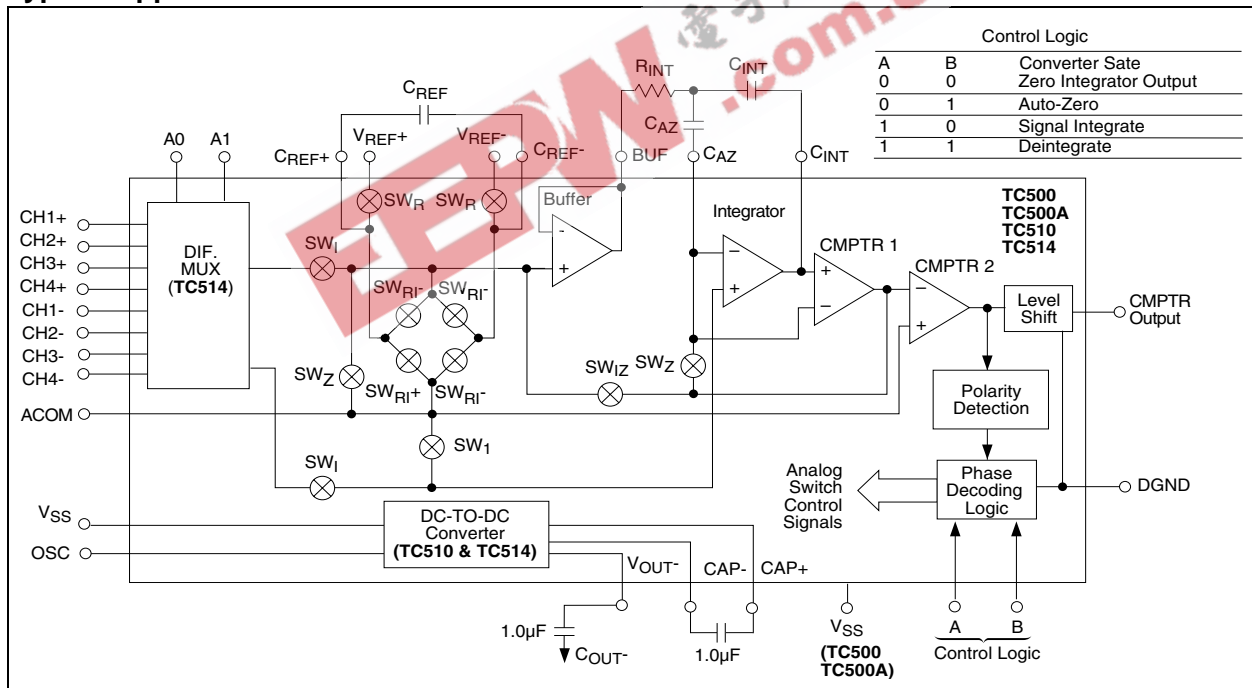 Control Logic
A B Converter Sate
0 0 Zero Integrator Output
0 1 Auto-Zero
1 0 Signal Integrate
1 1 Deintegrate
EEPW
.com.
RINT
CINT
CREF
CAZ
VREF+
VREF-
A0
A1
CREF+
CREF-
BUF
CAZ
CINT
SWR
SWR
Buffer
-
+
Integrator
−
+
CMPTR 1
+
−
CMPTR 2
−
+
TC500
TC500A
TC510
TC514
CH1+
CH2+
CH3+
CH4+
CH1-
CH2-
CH3-
CH4-
ACOM
DIF.
MUX
(TC514)
SWI
SWRI-
SWRI-
SWZ
SWRI+
SWRI-
SWIZ
SWZ
Level
Shift
CMPTR
Output
Polarity
Detection
SW1
SWI
Analog
Switch
Control
Signals
Phase
Decoding
Logic
DGND
VSS
OSC
DC-TO-DC
Converter
(TC510 & TC514)
VOUT-
CAP-
CAP+
1.0µF
COUT-
1.0µF
VSS
(TC500
TC500A)
A
B
Control Logic